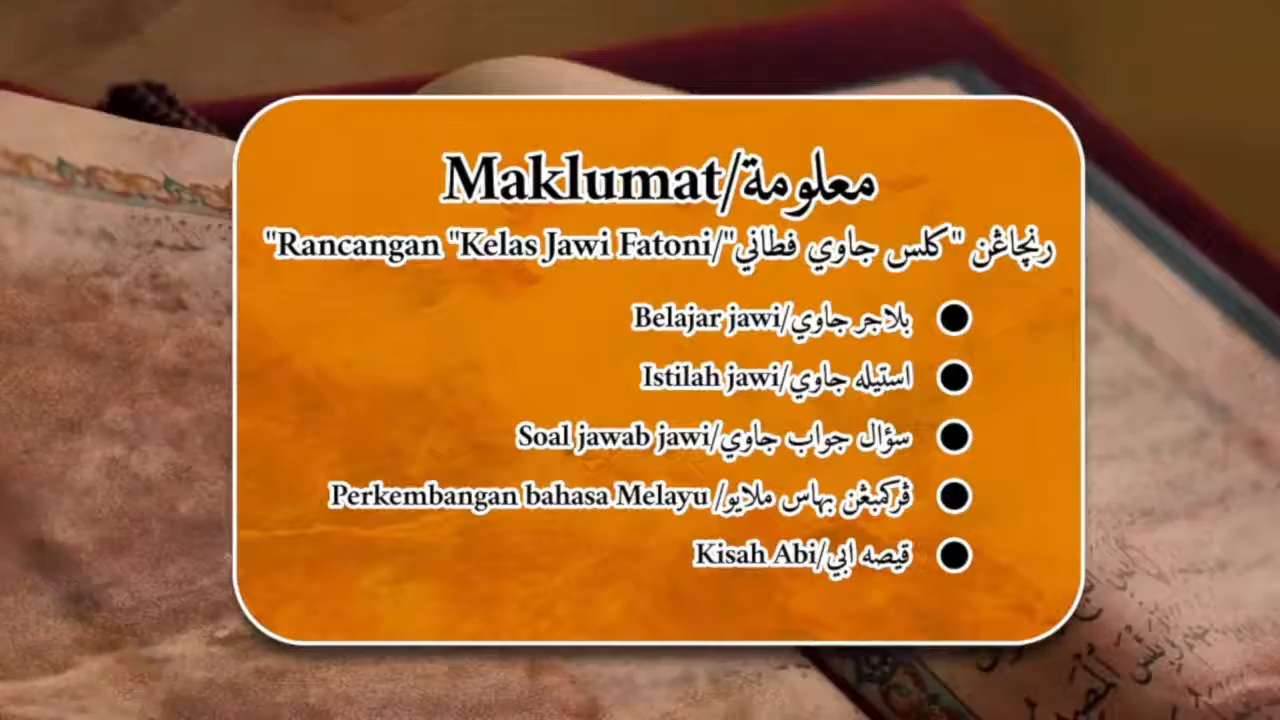 Maklumat/معلومة
"Rancangan "Kelas Jawi Fatoni/"رنچاڠن "كلس جاوي فطاني
Belajar jawi/بلاجر جاوي
Istilah jawi/استيله جاوي
Soal jawab jawi/سؤال جواب جاوي
Perkembangan bahasa Melayu /ڤركمبڠن بهاس ملايو
Kisah Abi/قيصه ابي